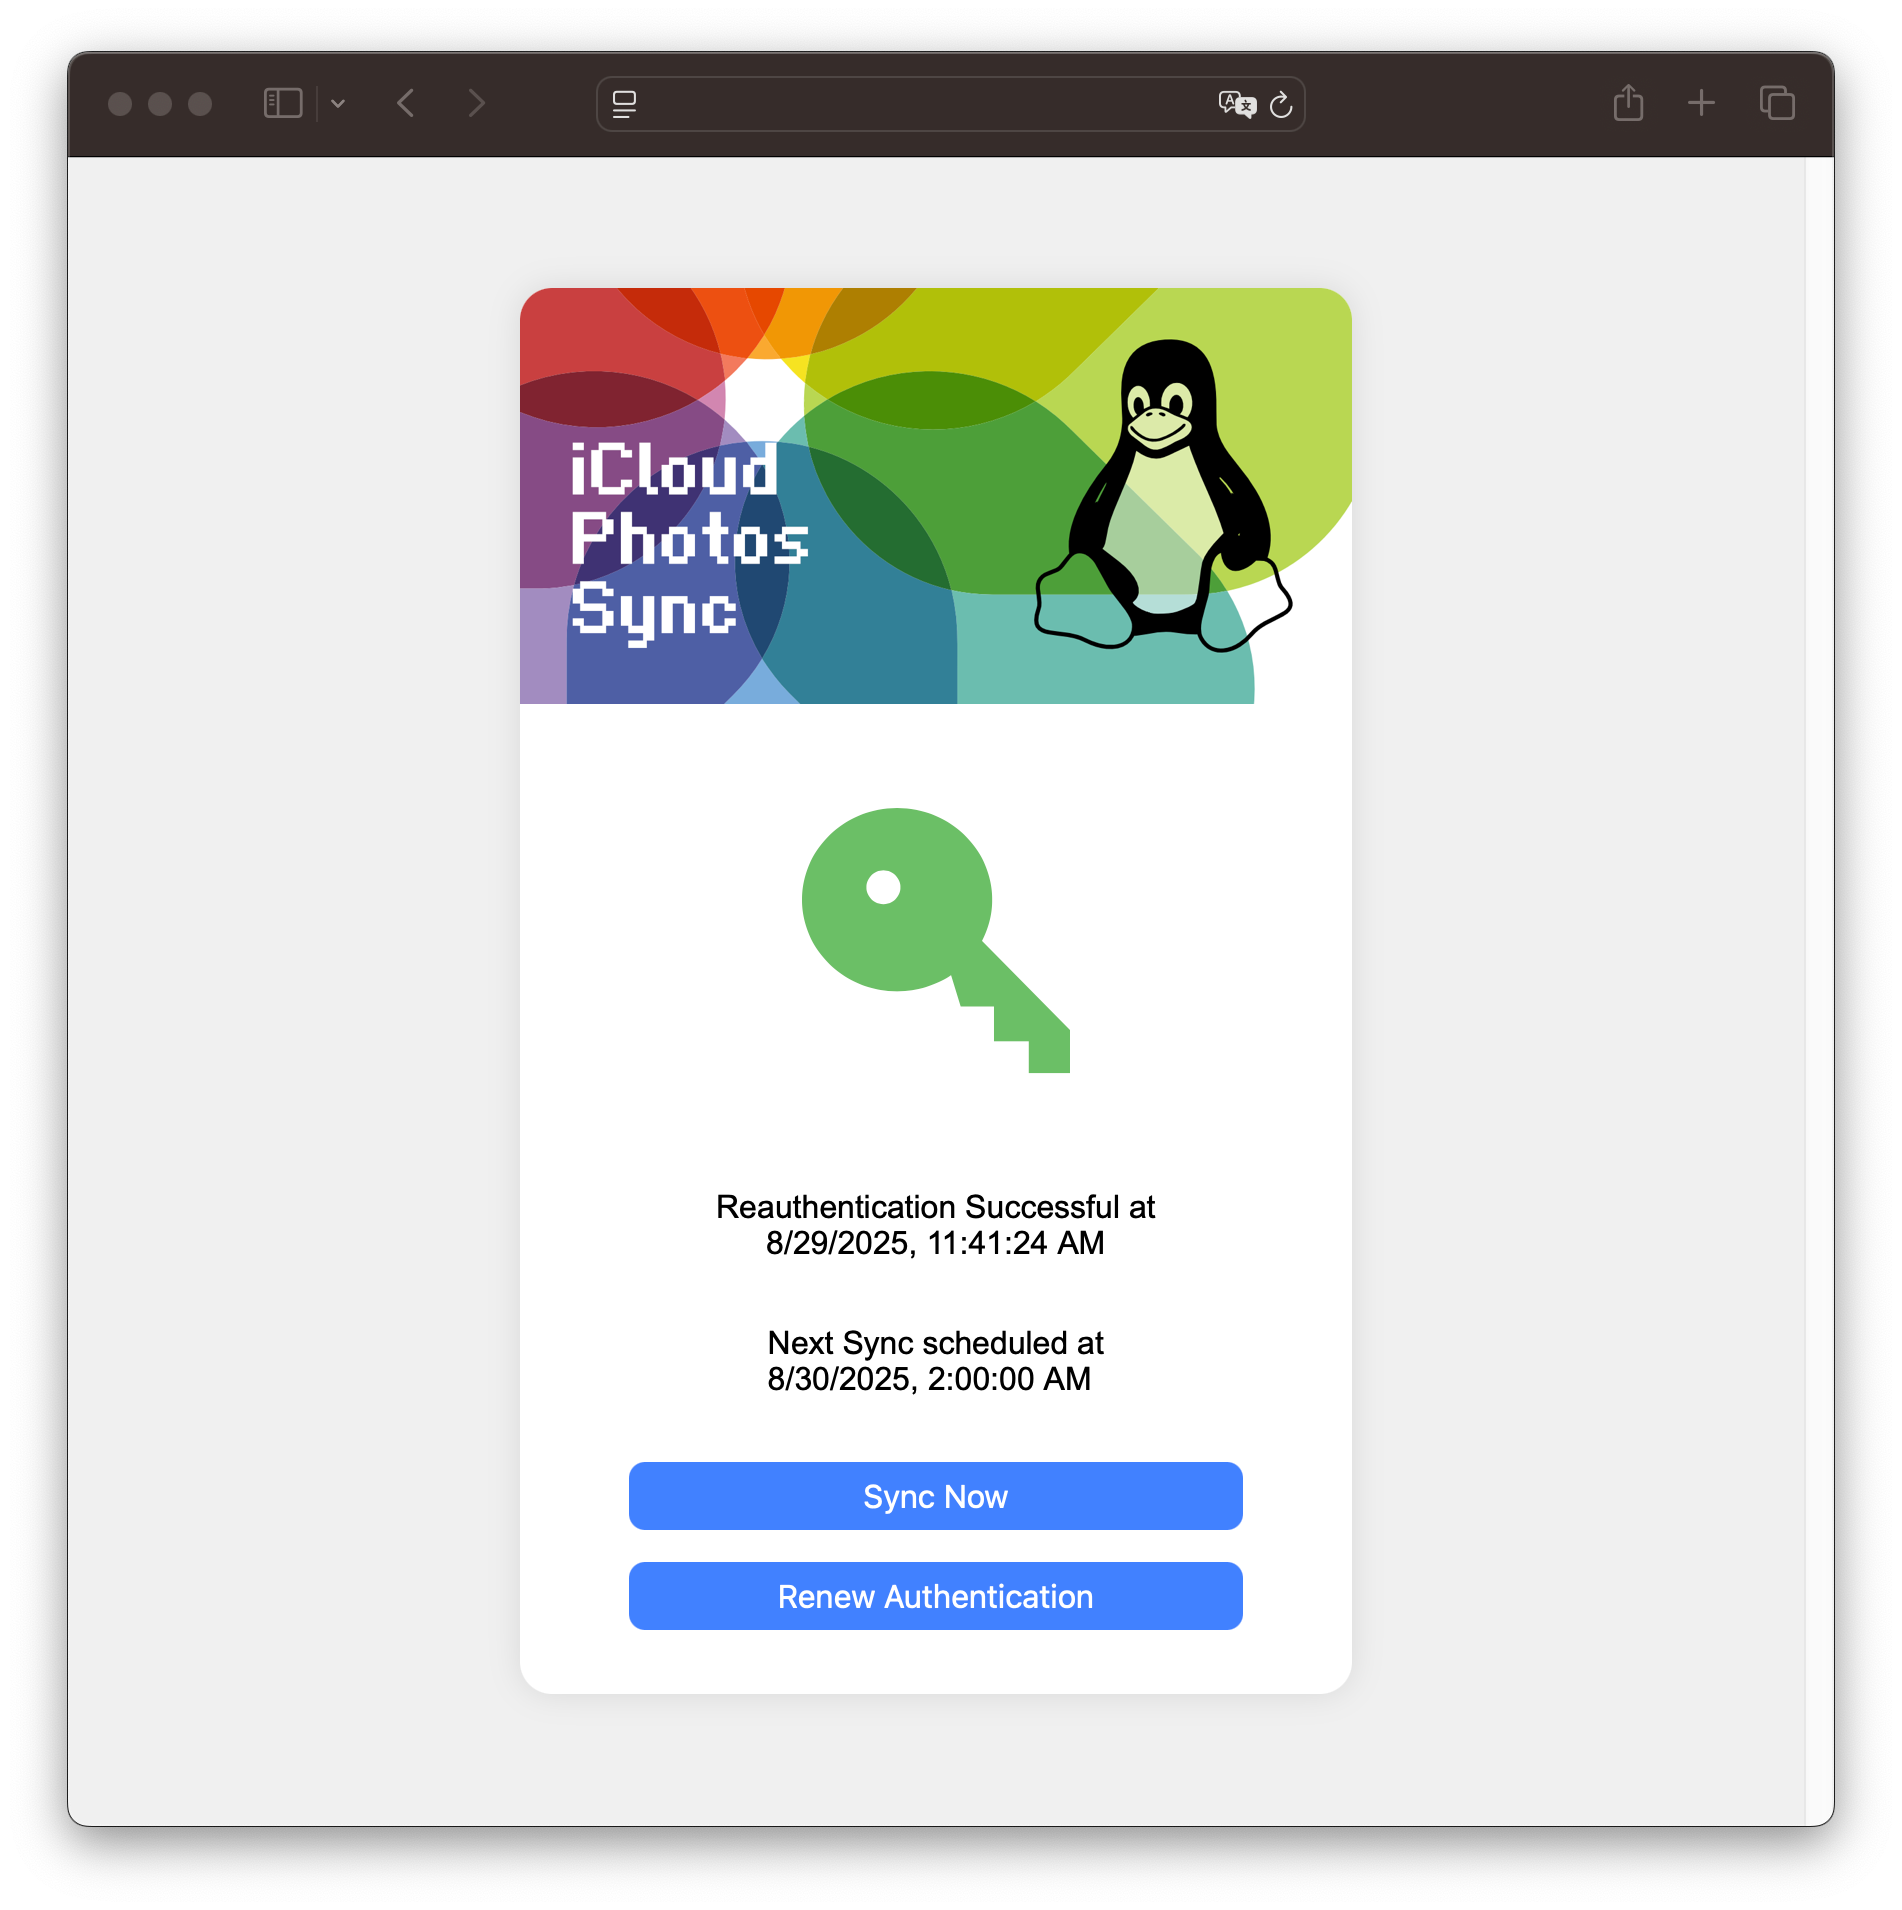 iCloud
Photos
Sync
Reauthentication Successful at
8/29/2025, 11:41:24 AM
Next Sync scheduled at
8/30/2025, 2:00:00 AM
Sync Now
Renew Authentication